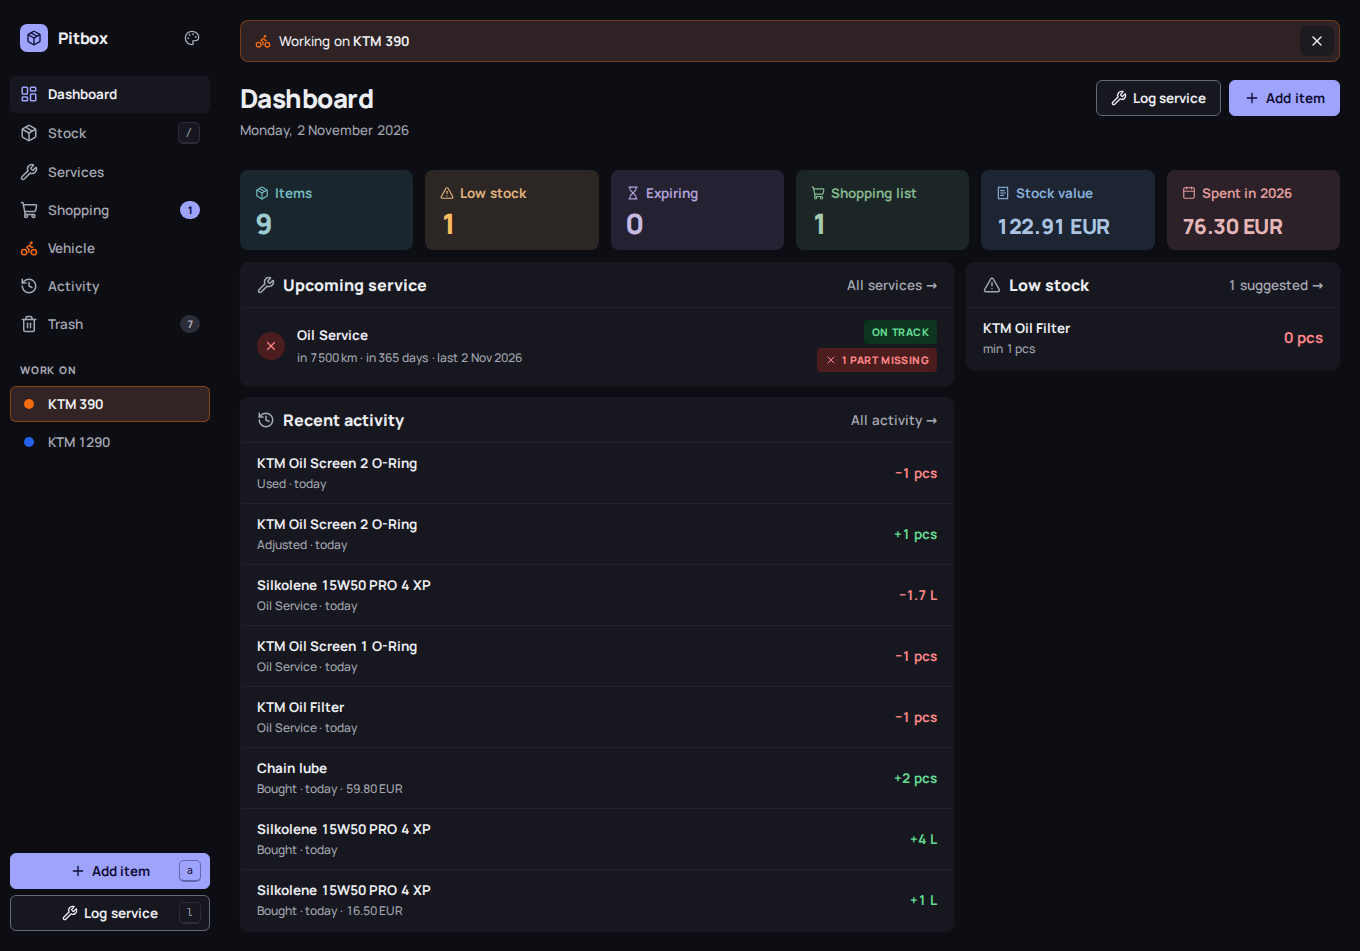 Pitbox
Dashboard
Stock /
Services
Shopping 1
Vehicle
Activity
Trash 7
WORK ON
KTM 390
KTM 1290
Add item a
Log service l
Working on KTM 390
Dashboard
Monday, 2 November 2026
Log service
Add item
Items
9
Low stock
1
Expiring
0
Shopping list
1
Stock value
122.91 EUR
Spent in 2026
76.30 EUR
Upcoming service
All services →
Oil Service
in 7500 km · in 365 days · last 2 Nov 2026
ON TRACK
1 PART MISSING
Low stock
1 suggested →
KTM Oil Filter
min 1 pcs
0 pcs
Recent activity
All activity →
KTM Oil Screen 2 O-Ring
Used · today
−1 pcs
KTM Oil Screen 2 O-Ring
Adjusted · today
+1 pcs
Silkolene 15W50 PRO 4 XP
Oil Service · today
−1.7 L
KTM Oil Screen 1 O-Ring
Oil Service · today
−1 pcs
KTM Oil Filter
Oil Service · today
−1 pcs
Chain lube
Bought · today · 59.80 EUR
+2 pcs
Silkolene 15W50 PRO 4 XP
Bought · today
+4 L
Silkolene 15W50 PRO 4 XP
Bought · today · 16.50 EUR
+1 L